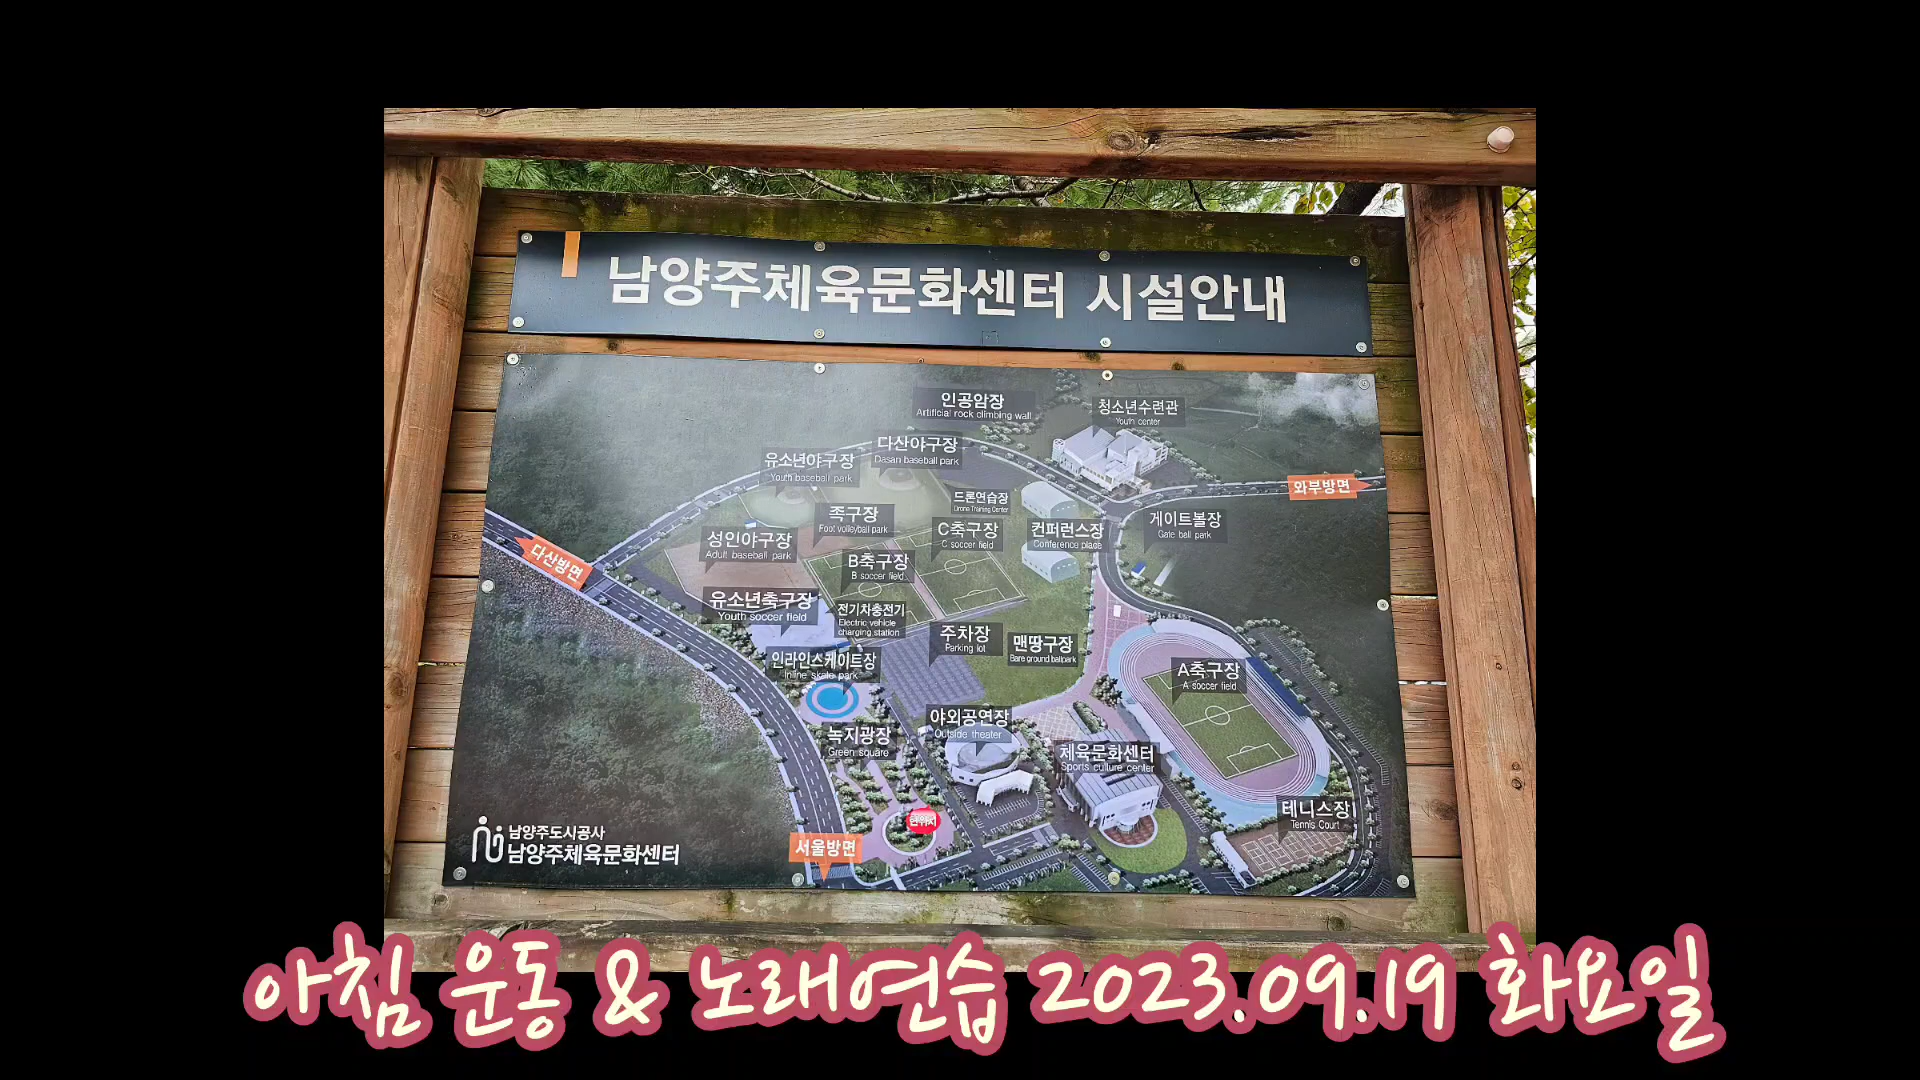 남양주체육문화센터 시설안내
인공암장
Artificial rock climbing wall
청소년수련관
Youth center
다산야구장
Dasan baseball park
유소년야구장
Youth baseball park
와부방면
드론연습장
Drone Training Center
족구장
Foot volleyball park
C축구장
C soccer field
컨퍼런스장
Conference place
게이트볼장
Gate ball park
성인야구장
Adult baseball park
다산방면
B축구장
B soccer field
유소년축구장
Youth soccer field
전기차충전기
Electric vehicle
charging station
주차장
Parking lot
맨땅구장
Bare ground ballpark
인라인스케이트장
Inline skate park
A축구장
A soccer field
야외공연장
Outside theater
녹지광장
Green square
체육문화센터
Sports culture center
테니스장
Tennis Court
현위치
남양주도시공사
남양주체육문화센터
서울방면
아침 운동 & 노래연습 2023.09.19 화요일